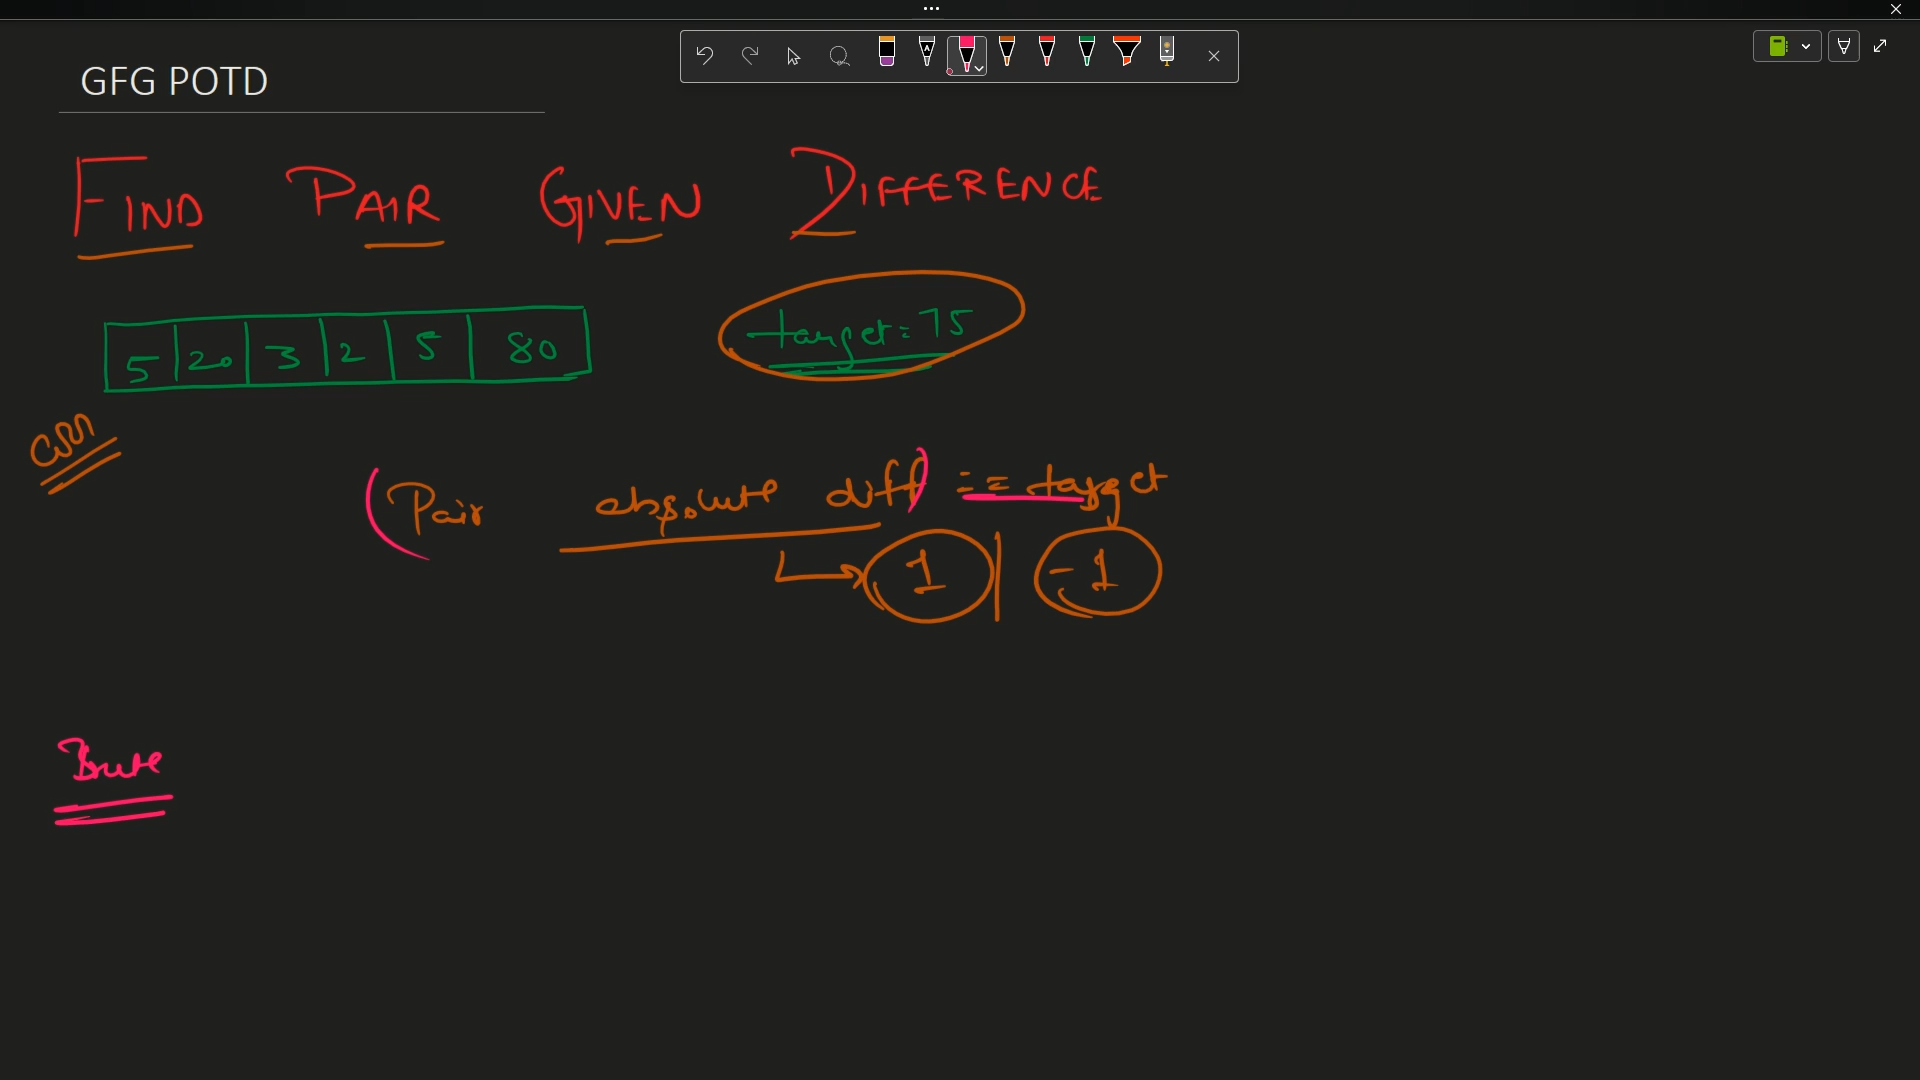 GFG POTD
FIND PAIR GIVEN DIFFERENCE
5 20 3 2 5 80 target = 75
arr
(Pair absolute diff) == target
1 | -1
Brute